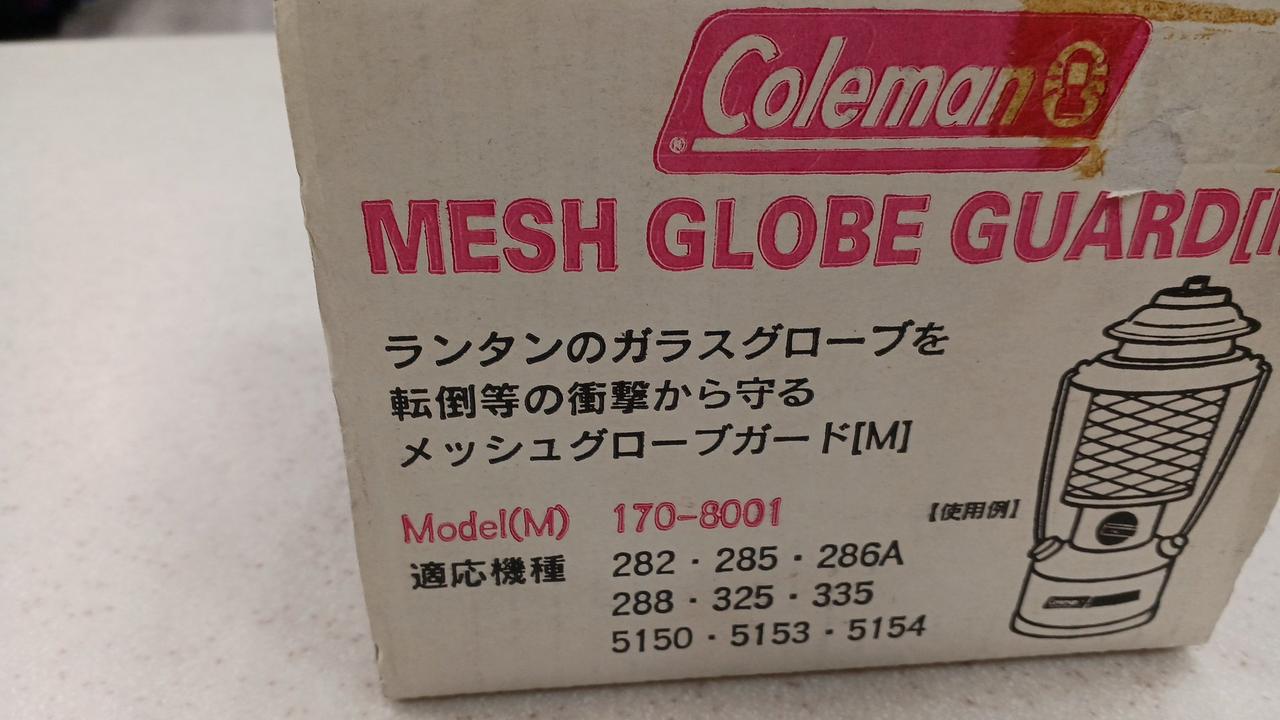 Coleman
MESH GLOBE GUARD[
ランタンのガラスグローブを
転倒等の衝撃から守る
メッシュグローブガード[M]
Model(M) 170-8001
【使用例】
適応機種 282・285・286A
288・325・335
5150・5153・5154
Coleman